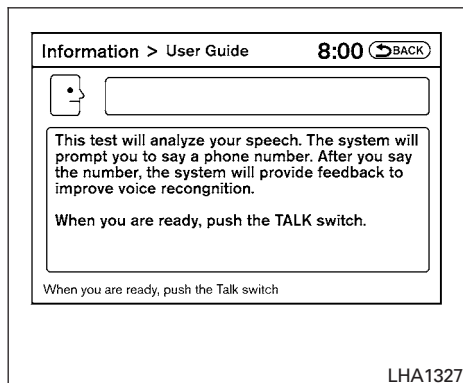 Information > User Guide 8:00 BACK
This test will analyze your speech. The system will
prompt you to say a phone number. After you say
the number, the system will provide feedback to
improve voice recongnition.
When you are ready, push the TALK switch.
When you are ready, push the Talk switch
LHA1327